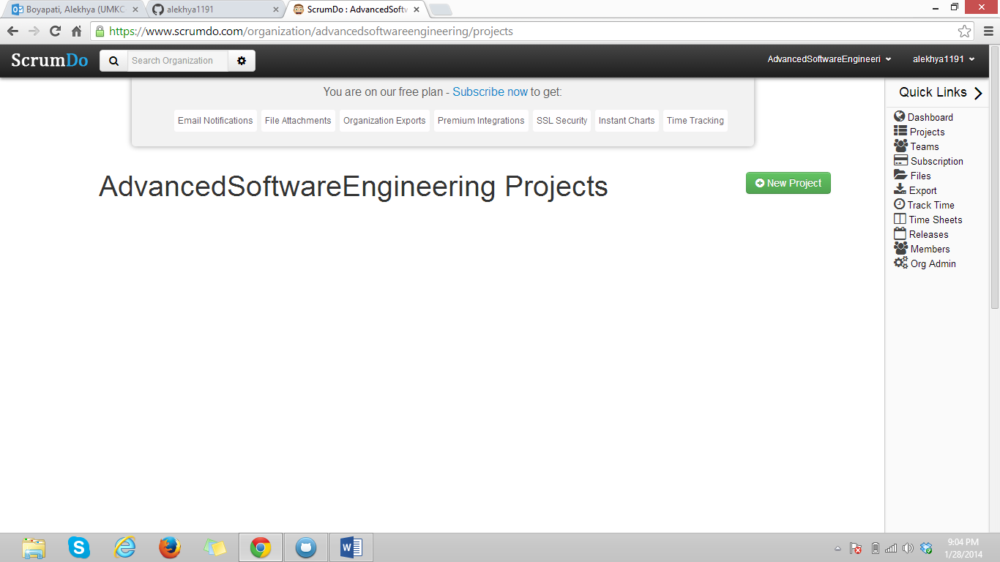 Boyapati, Alekhya (UMKC
alekhya1191
ScrumDo : AdvancedSoftw
https://www.scrumdo.com/organization/advancedsoftwareengineering/projects
ScrumDo
Search Organization
AdvancedSoftwareEngineeri
alekhya1191
You are on our free plan - Subscribe now to get:
Email Notifications File Attachments Organization Exports Premium Integrations SSL Security Instant Charts Time Tracking
AdvancedSoftwareEngineering Projects
New Project
Quick Links
Dashboard
Projects
Teams
Subscription
Files
Export
Track Time
Time Sheets
Releases
Members
Org Admin
9:04 PM
1/28/2014